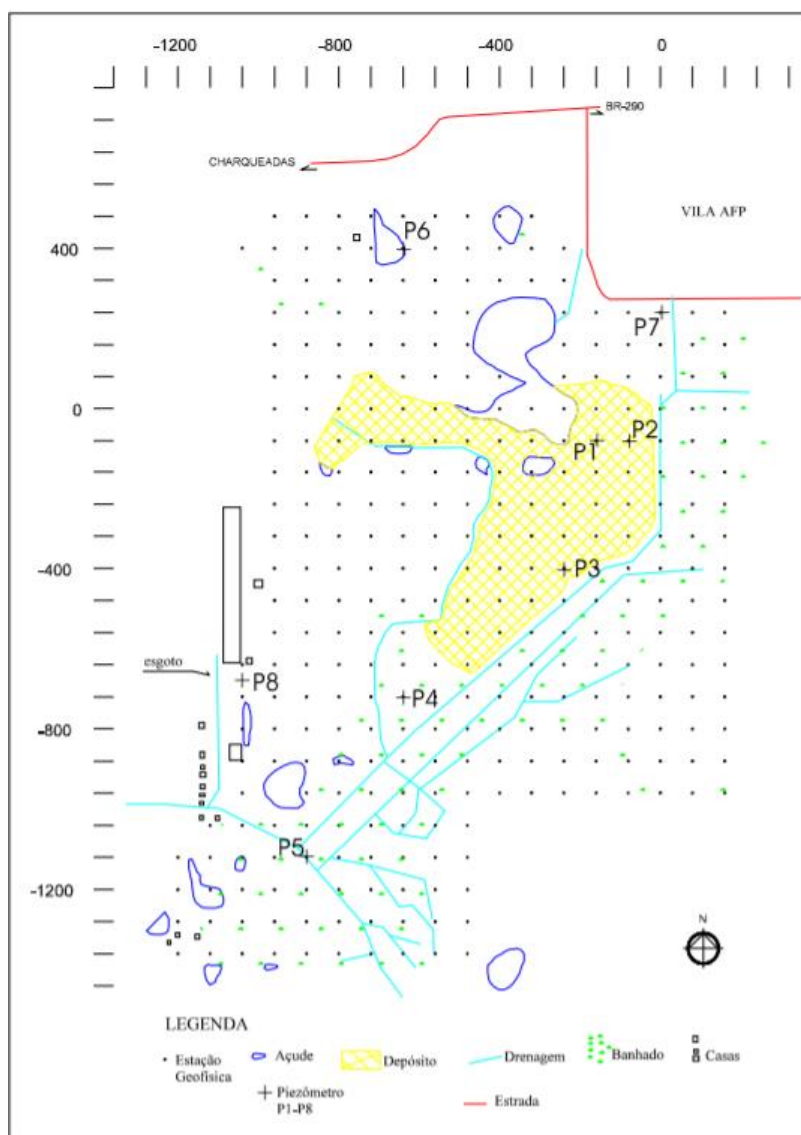 -1200 -800 -400 0
BR-290
CHARQUEADAS
VILA AFP
P6
400
P7
0
P1 P2
-400
P3
esgoto
P8
P4
-800
P5
-1200
N
LEGENDA
Estação Geofísica
Açude
Depósito
Drenagem
Banhado
Casas
Piezômetro
P1-P8
Estrada